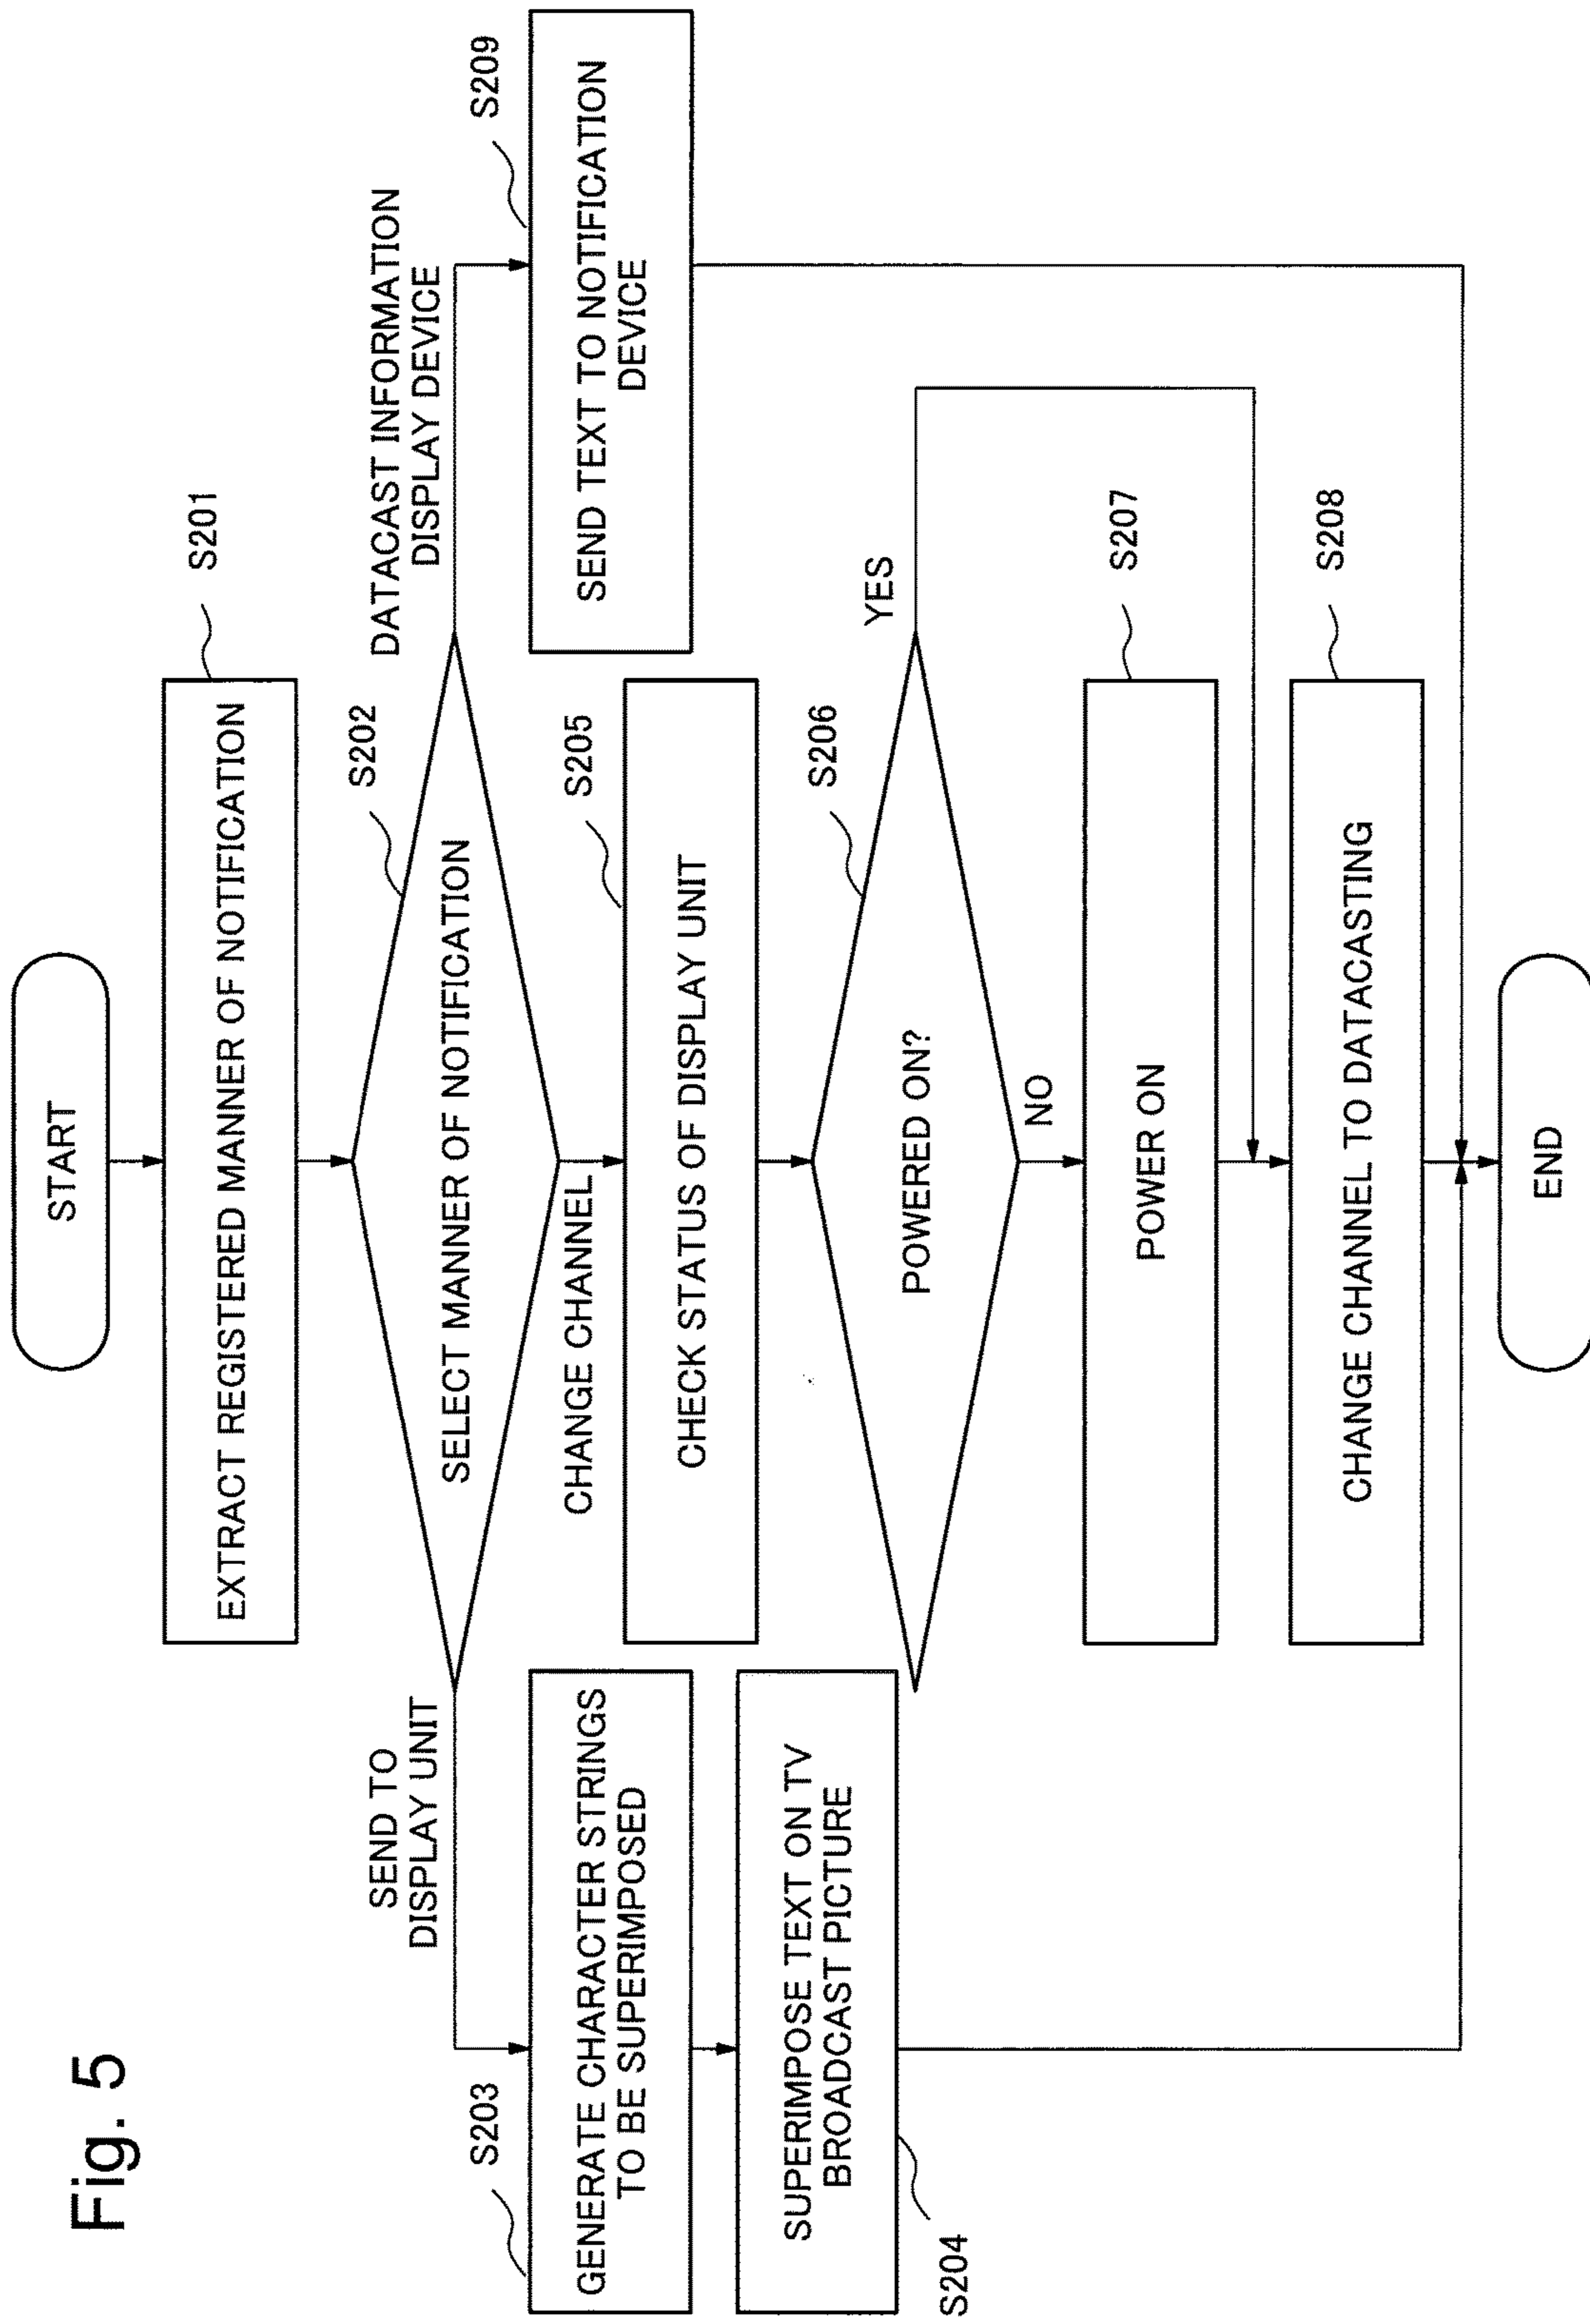 Fig. 5
START
EXTRACT REGISTERED MANNER OF NOTIFICATION
S201
SELECT MANNER OF NOTIFICATION
S202
SEND TO
DISPLAY UNIT
DATACAST INFORMATION
DISPLAY DEVICE
CHANGE CHANNEL
S203
GENERATE CHARACTER STRINGS
TO BE SUPERIMPOSED
SUPERIMPOSE TEXT ON TV
BROADCAST PICTURE
S204
CHECK STATUS OF DISPLAY UNIT
S205
SEND TEXT TO NOTIFICATION
DEVICE
S209
POWERED ON?
S206
YES
NO
POWER ON
S207
CHANGE CHANNEL TO DATACASTING
S208
END